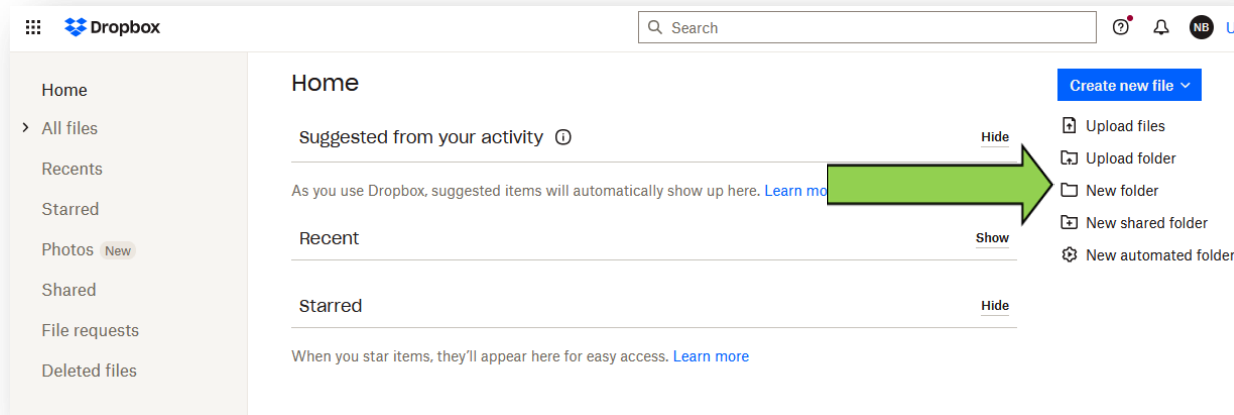 Dropbox
Search
NB
Home
All files
Recents
Starred
Photos New
Shared
File requests
Deleted files
Home
Suggested from your activity
Hide
As you use Dropbox, suggested items will automatically show up here. Learn
Recent
Show
Starred
Hide
When you star items, they'll appear here for easy access. Learn more
Create new file
Upload files
Upload folder
New folder
New shared folder
New automated folder